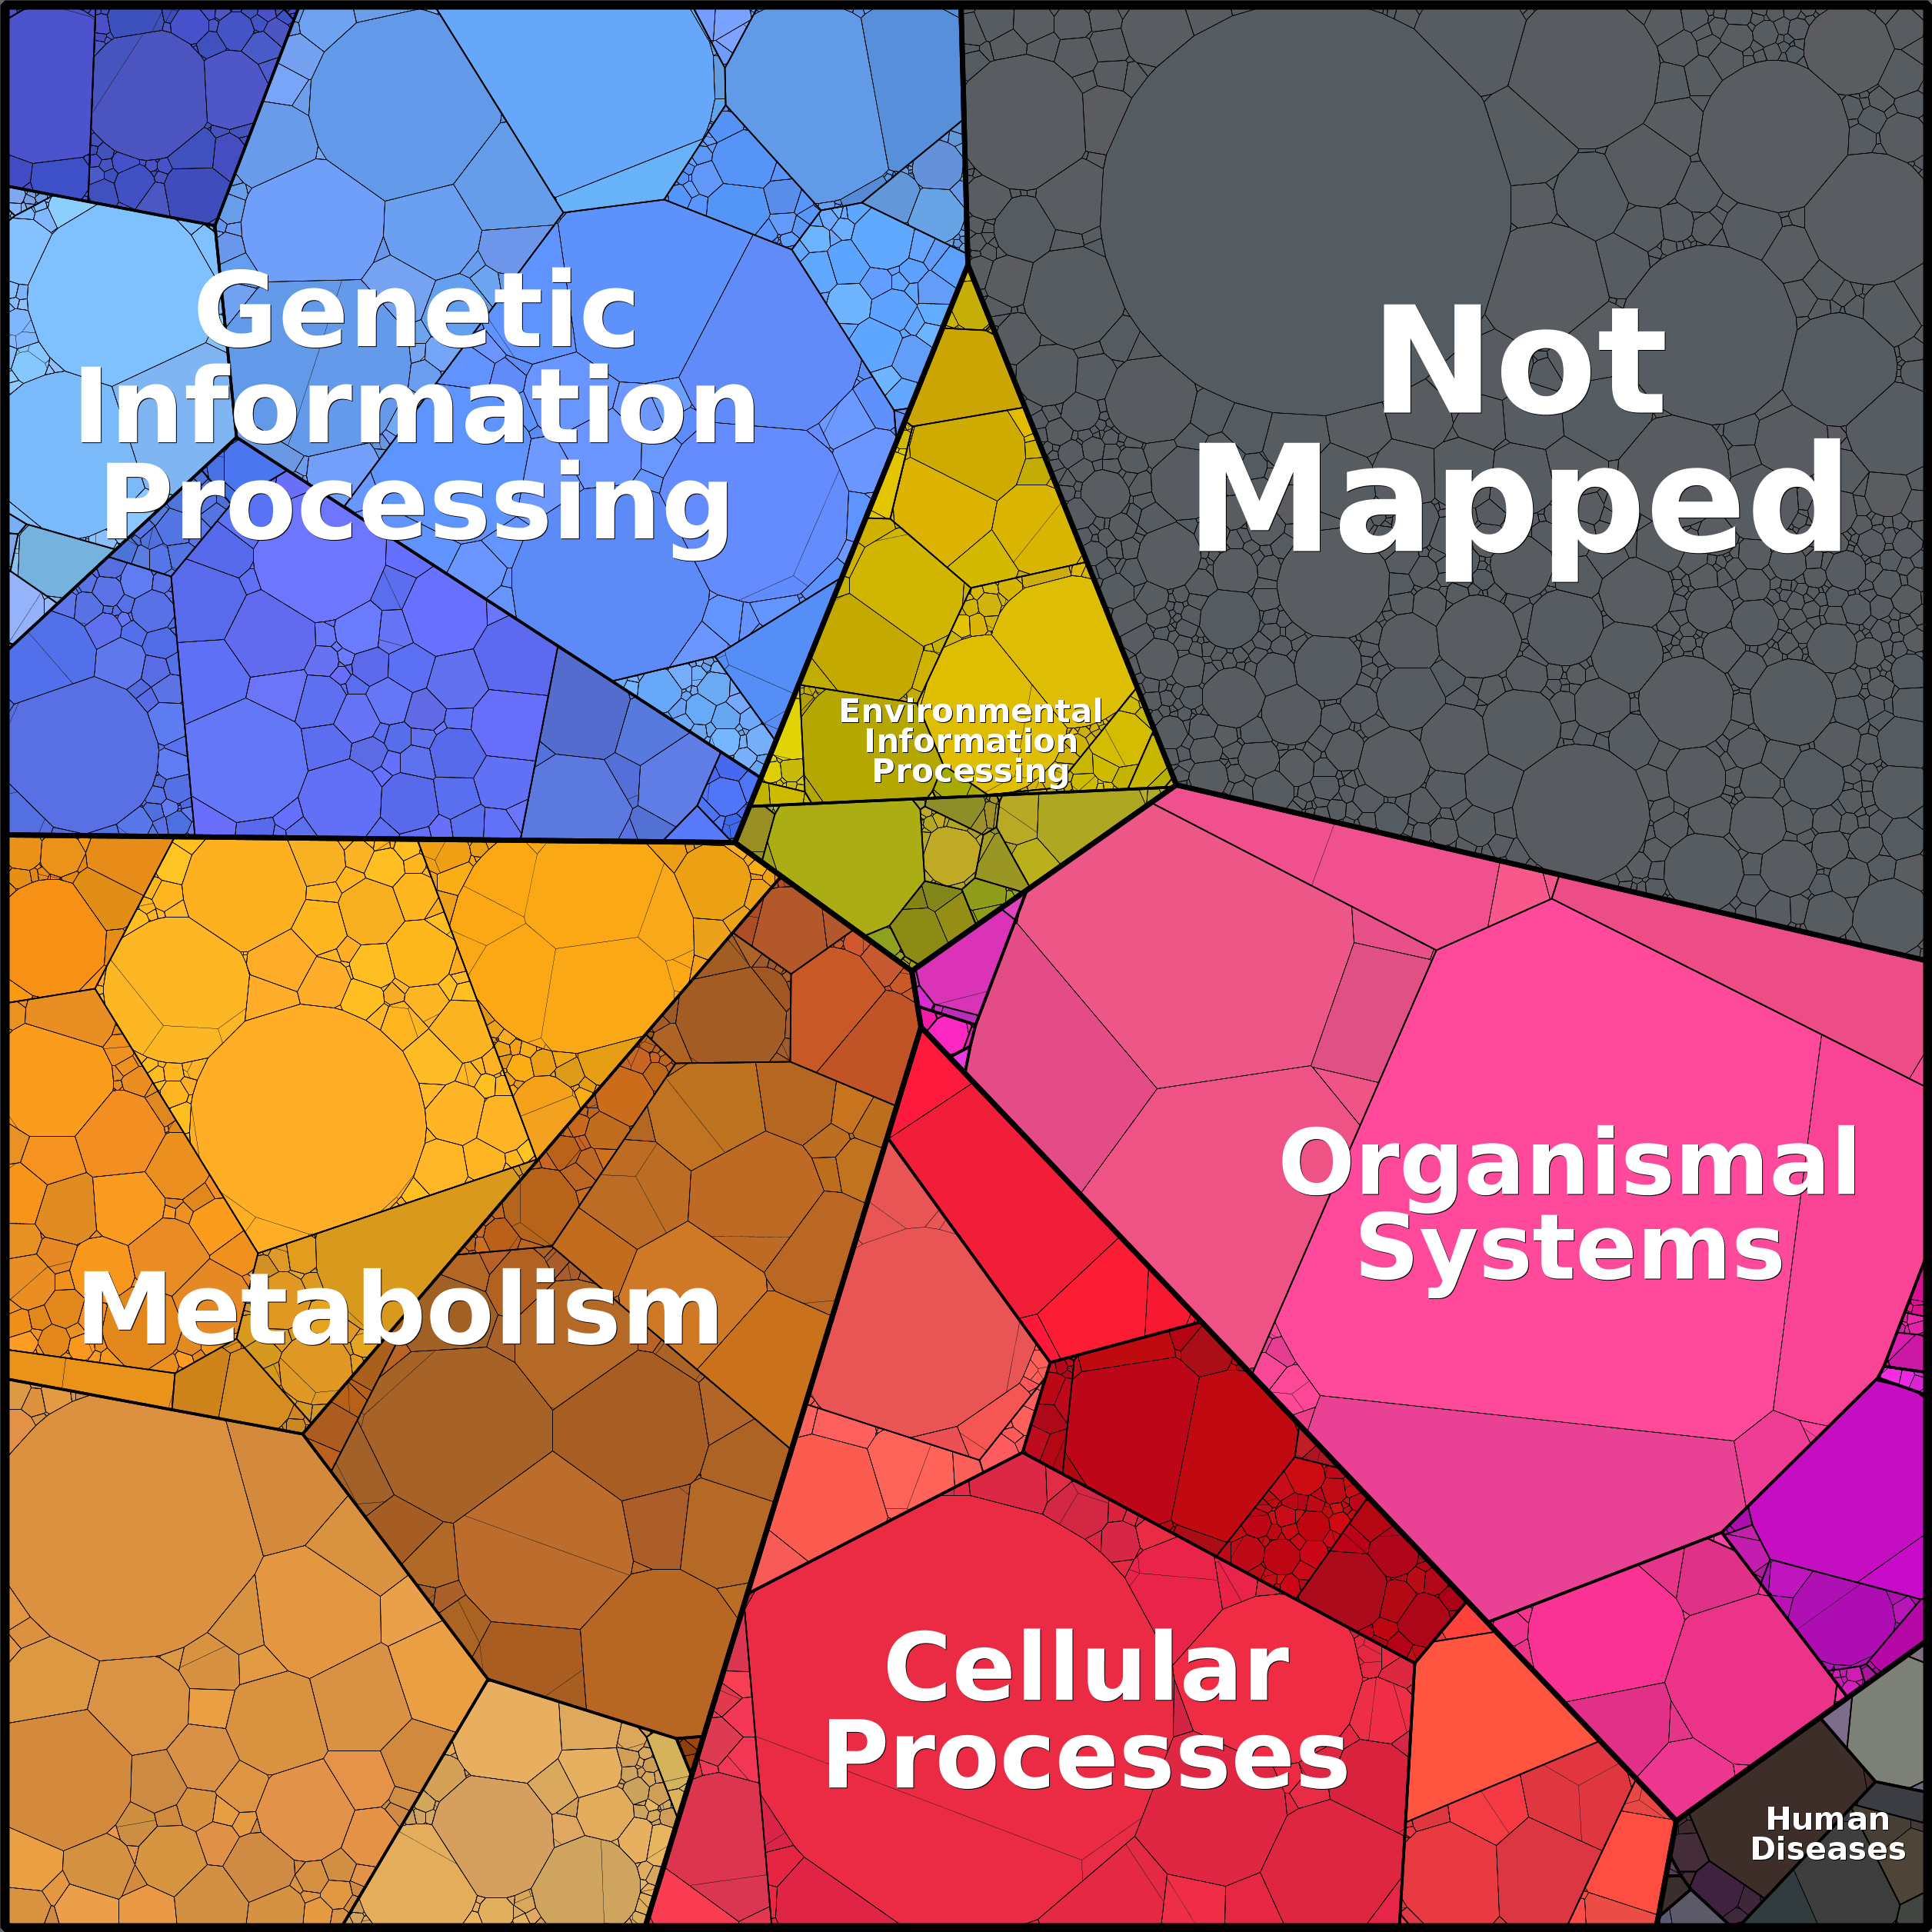 Genetic
Information
Processing
Not
Mapped
Environmental
Information
Processing
Organismal
Systems
Metabolism
Cellular
Processes
Human
Diseases